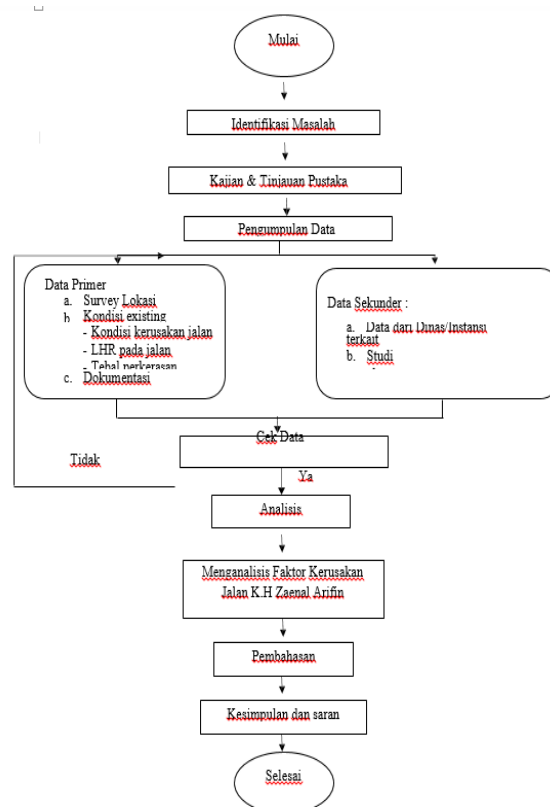 Mulai
Identifikasi Masalah
Kajian & Tinjauan Pustaka
Pengumpulan Data
Data Primer
a. Survey Lokasi
b Kondisi existing
- Kondisi kerusakan jalan
- LHR pada jalan
- Tebal perkerasan
c. Dokumentasi
Data Sekunder :
a. Data dari Dinas/Instansi
terkait
b. Studi
-
Cek Data
Tidak
Ya
Analisis
Menganalisis Faktor Kerusakan
Jalan K.H Zaenal Arifin
Pembahasan
Kesimpulan dan saran
Selesai